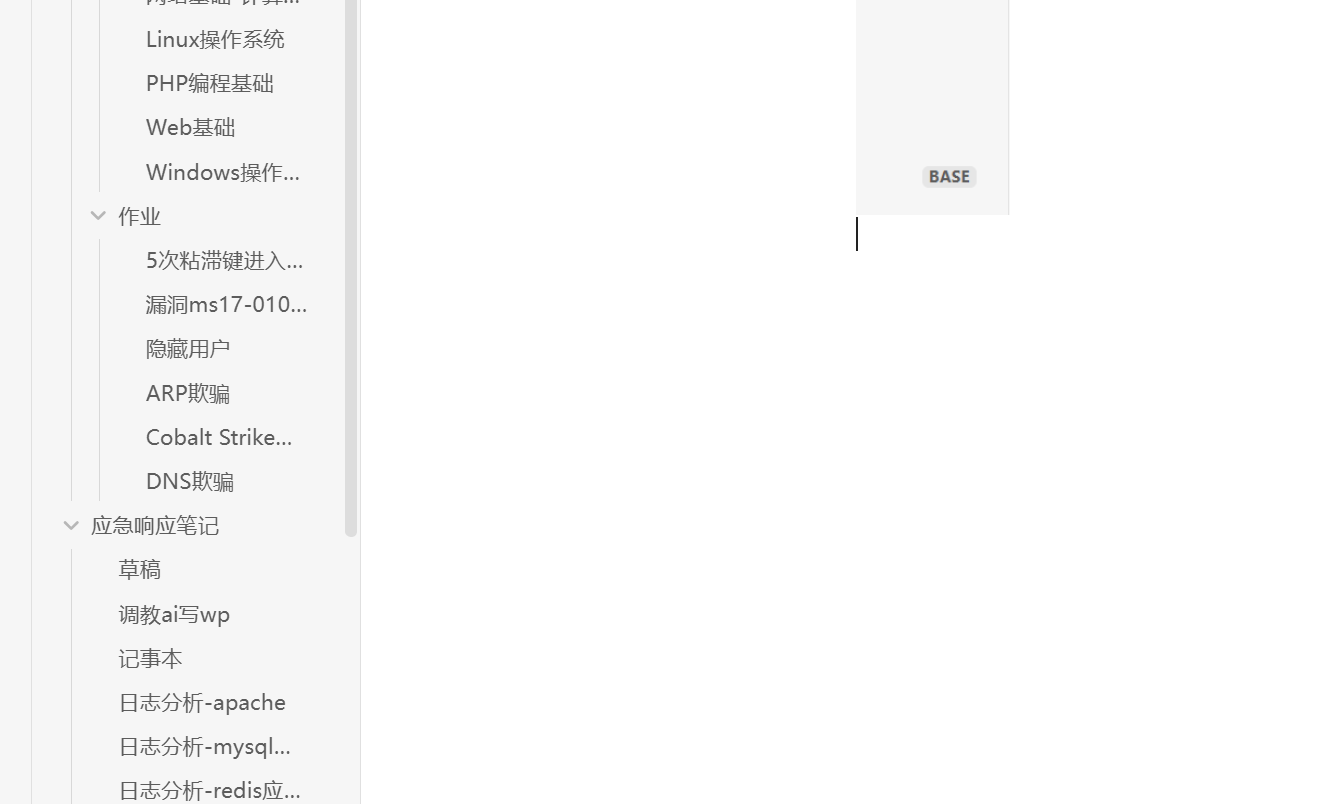 Linux操作系统
PHP编程基础
Web基础
Windows操作...
BASE
作业
5次粘滞键进入...
漏洞ms17-010...
隐藏用户
ARP欺骗
Cobalt Strike...
DNS欺骗
应急响应笔记
草稿
调教ai写wp
记事本
日志分析-apache
日志分析-mysql...
日志分析-redis应...